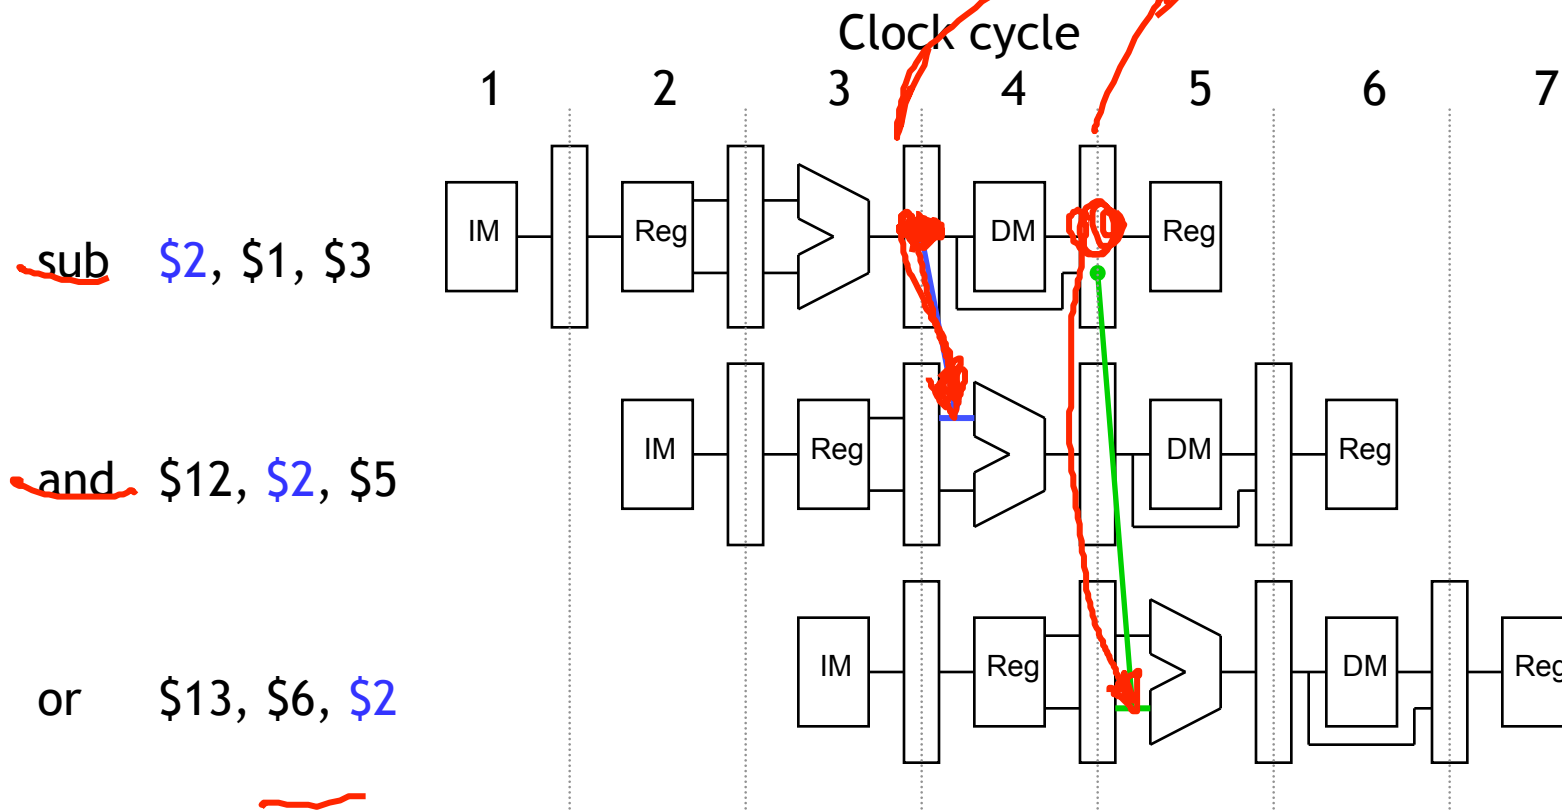 Clock cycle
1 2 3 4 5 6 7
sub $2, $1, $3 IM Reg DM Reg
and $12, $2, $5 IM Reg DM Reg
or $13, $6, $2 IM Reg DM Reg